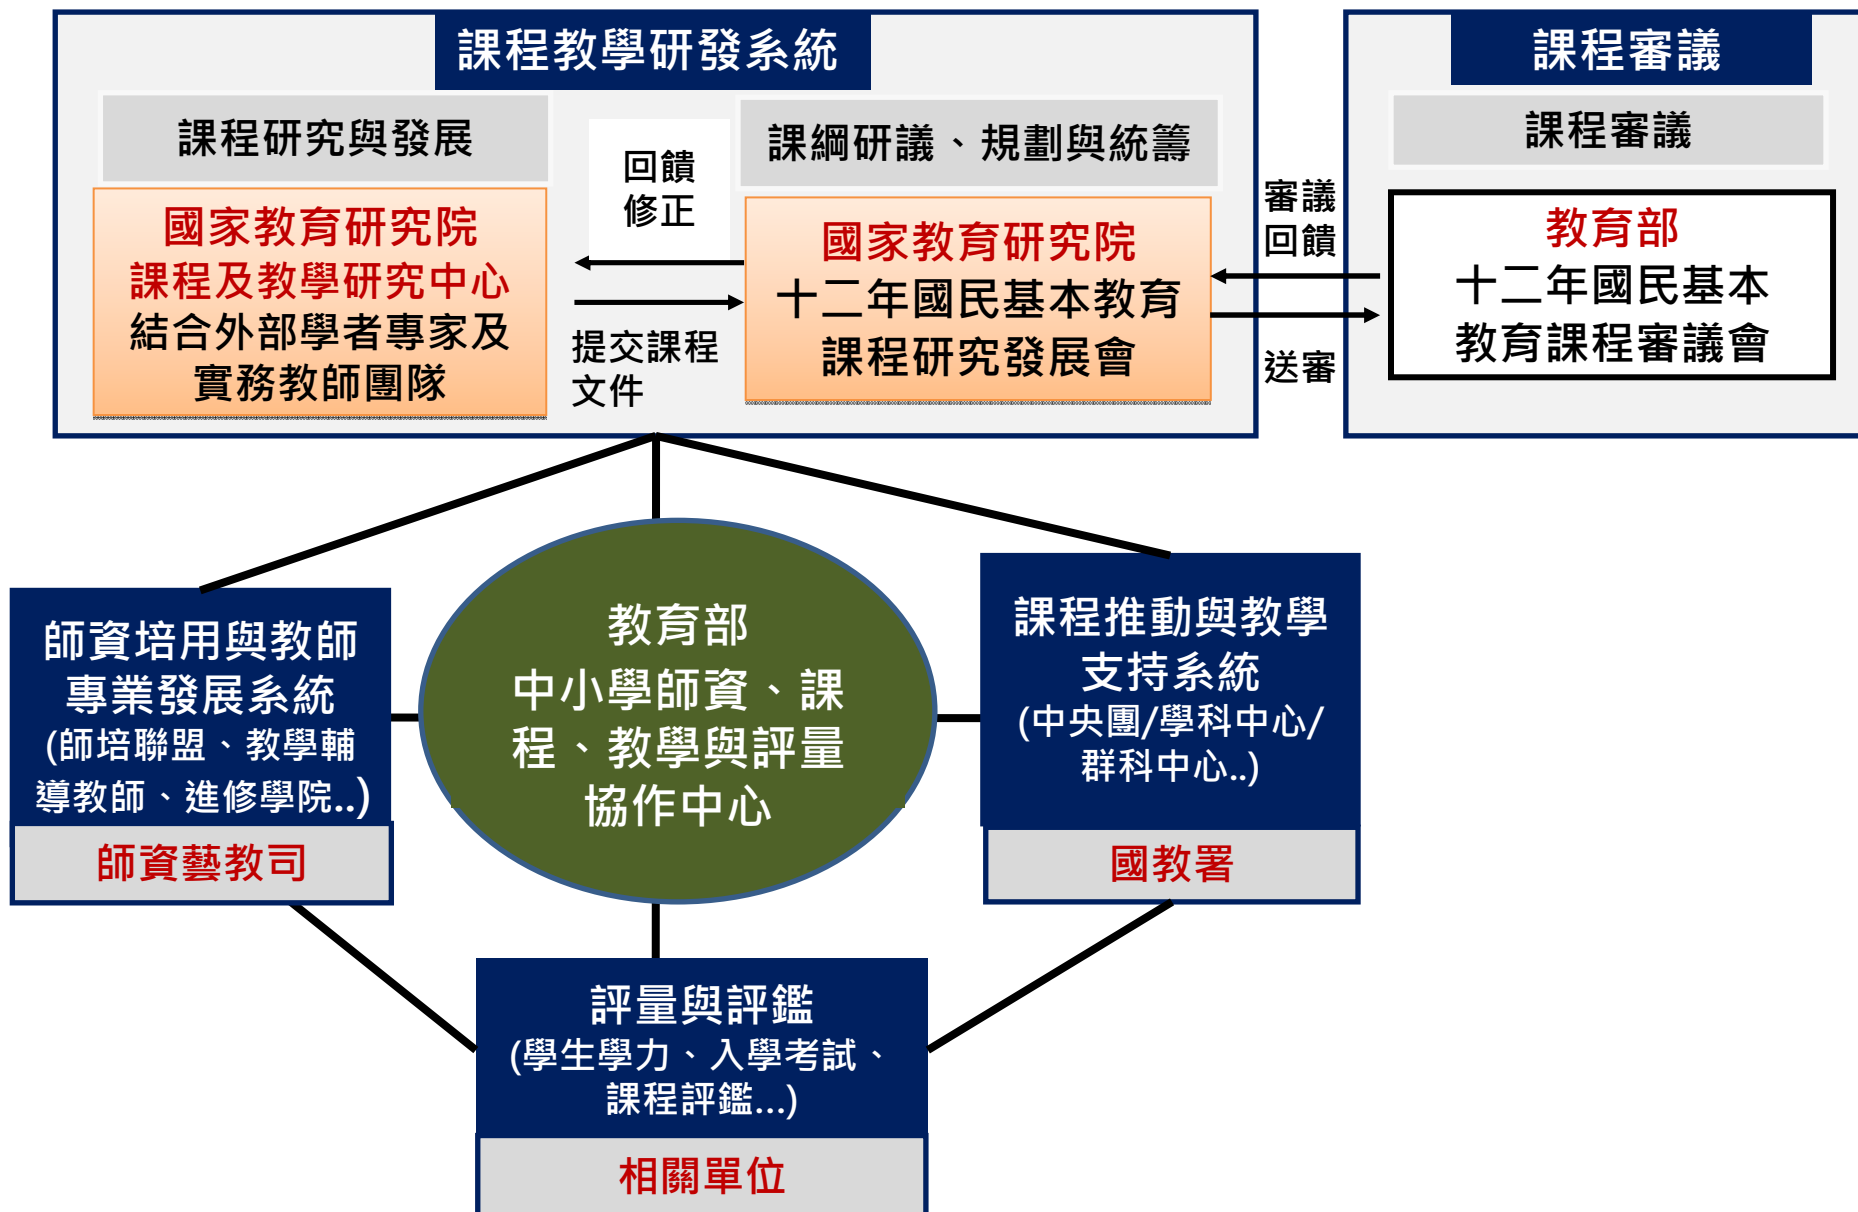 課程教學研發系統
課程研究與發展
國家教育研究院
課程及教學研究中心
結合外部學者專家及
實務教師團隊
回饋
修正
提交課程
文件
課綱研議、規劃與統籌
國家教育研究院
十二年國民基本教育
課程研究發展會
審議
回饋
送審
課程審議
課程審議
教育部
十二年國民基本
教育課程審議會
師資培用與教師
專業發展系統
(師培聯盟、教學輔
導教師、進修學院..)
師資藝教司
教育部
中小學師資、課
程、教學與評量
協作中心
課程推動與教學
支持系統
(中央團/學科中心/
群科中心..)
國教署
評量與評鑑
(學生學力、入學考試、
課程評鑑...)
相關單位